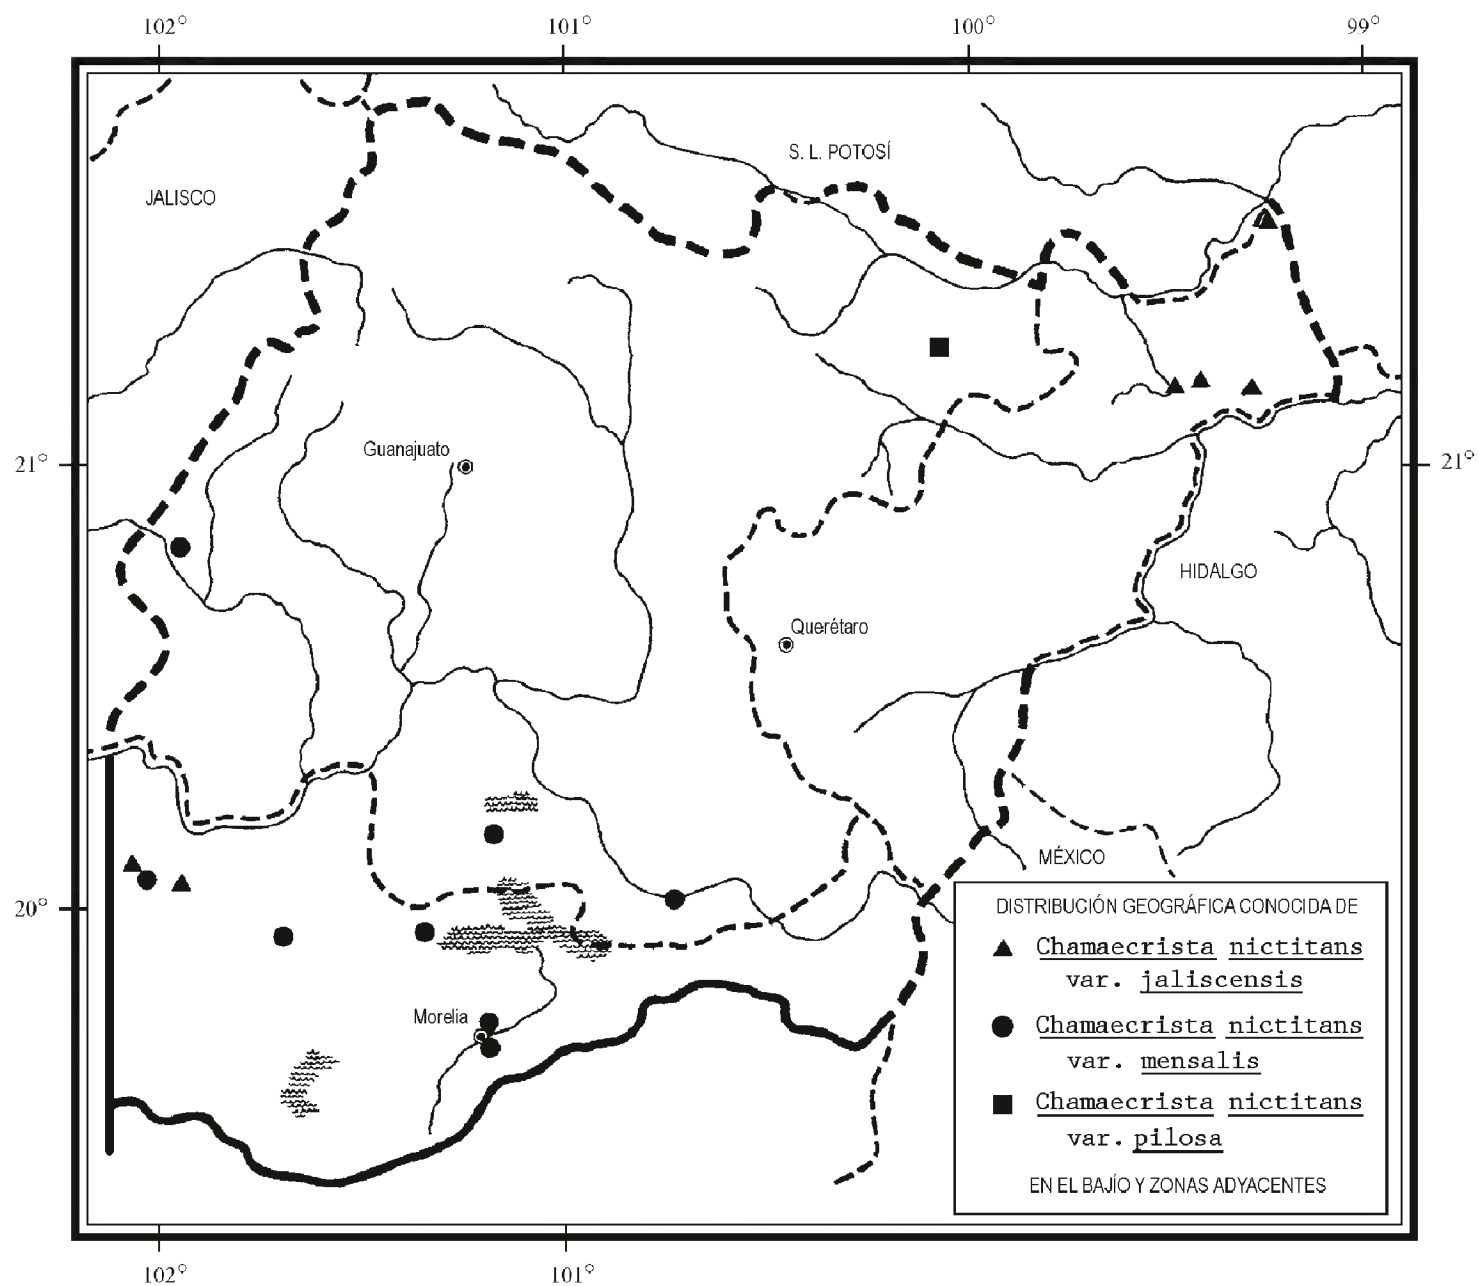 102° 101° 100° 99°
S. L. POTOSÍ
JALISCO
Guanajuato
21° 21°
HIDALGO
Querétaro
MÉXICO
20°
DISTRIBUCIÓN GEOGRÁFICA CONOCIDA DE
Chamaecrista nictitans
var. jaliscensis
Chamaecrista nictitans
var. mensalis
Chamaecrista nictitans
var. pilosa
EN EL BAJÍO Y ZONAS ADYACENTES
Morelia
102° 101°